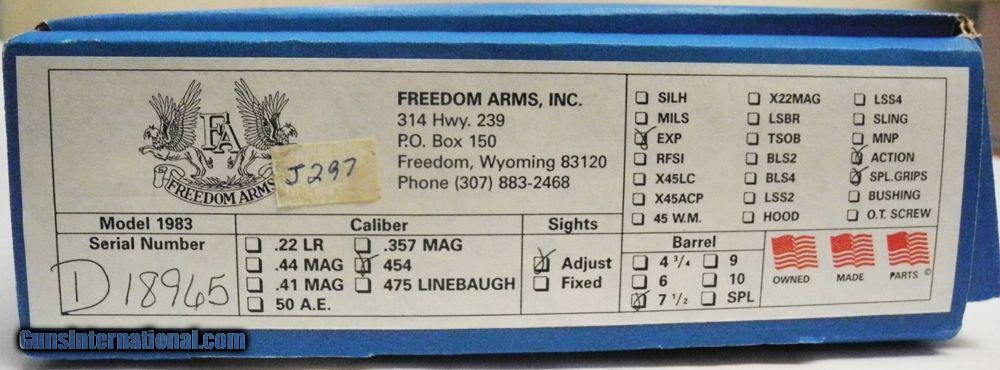 FA
FREEDOM ARMS
J297
FREEDOM ARMS, INC.
314 Hwy. 239
P.O. Box 150
Freedom, Wyoming 83120
Phone (307) 883-2468
SILH
MILS
EXP
RFSI
X45LC
X45ACP
45 W.M.
X22MAG
LSBR
TSOB
BLS2
BLS4
LSS2
HOOD
LSS4
SLING
MNP
ACTION
SPL.GRIPS
BUSHING
O.T. SCREW
Model 1983
Serial Number
D18965
Caliber
.22 LR
.44 MAG
.41 MAG
50 A.E.
.357 MAG
454
475 LINEBAUGH
Sights
Adjust
Fixed
Barrel
4 3/4
6
7 1/2
9
10
SPL
OWNED
MADE
PARTS ©
GunsInternational.com